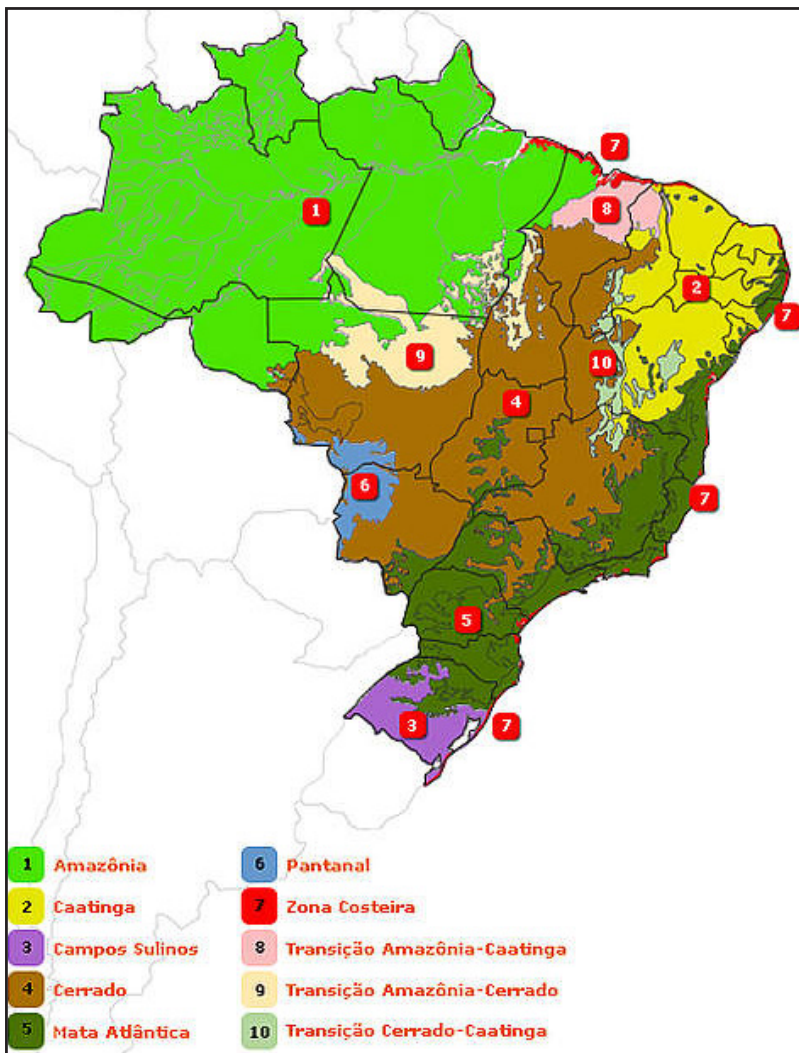 7
1
8
2
7
9
10
4
6
7
5
3
7
1 Amazônia
2 Caatinga
3 Campos Sulinos
4 Cerrado
5 Mata Atlântica
6 Pantanal
7 Zona Costeira
8 Transição Amazônia-Caatinga
9 Transição Amazônia-Cerrado
10 Transição Cerrado-Caatinga